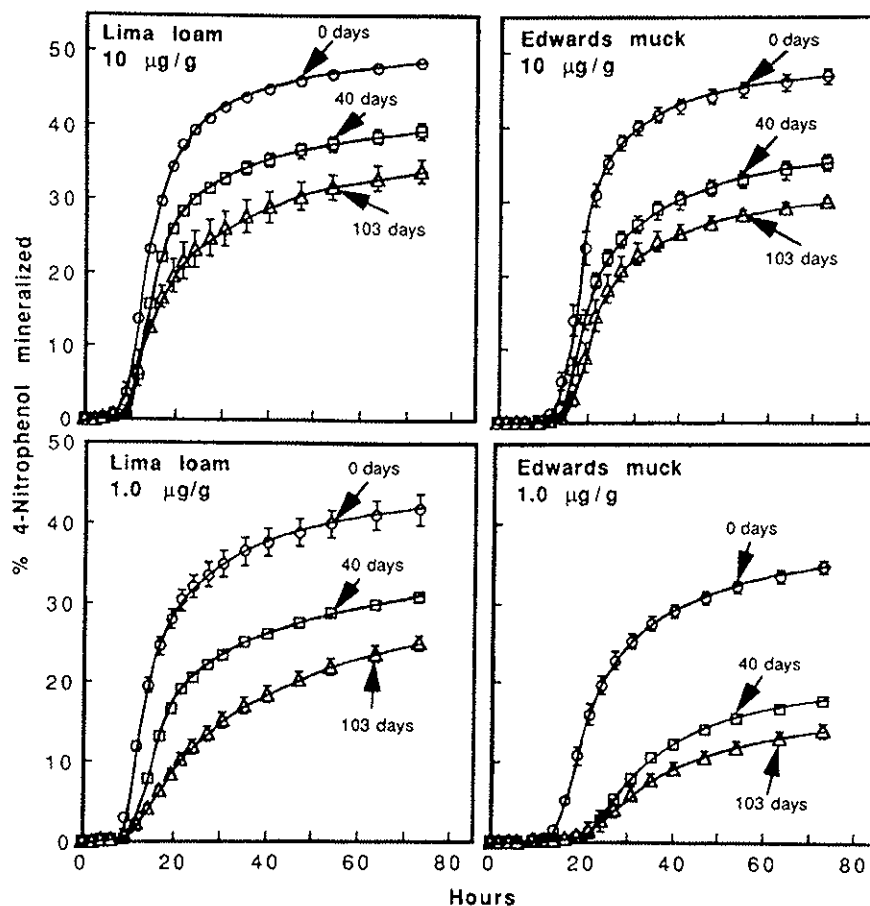 Lima loam
10 µg/g
0 days
40 days
103 days
50
40
30
20
10
0
Edwards muck
10 µg/g
0 days
40 days
103 days
Lima loam
1.0 µg/g
0 days
40 days
103 days
50
40
30
20
10
0
0 20 40 60 80
Edwards muck
1.0 µg/g
0 days
40 days
103 days
0 20 40 60 80
% 4-Nitrophenol mineralized
Hours